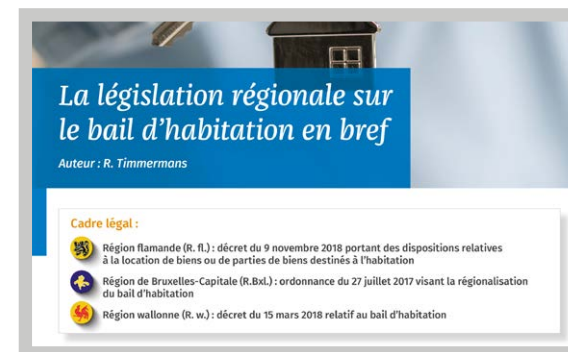 La législation régionale sur
le bail d’habitation en bref
Auteur : R. Timmermans
Cadre légal :
Région flamande (R. fl.) : décret du 9 novembre 2018 portant des dispositions relatives
à la location de biens ou de parties de biens destinés à l’habitation
Région de Bruxelles-Capitale (R.Bxl.) : ordonnance du 27 juillet 2017 visant la régionalisation
du bail d’habitation
Région wallonne (R. w.) : décret du 15 mars 2018 relatif au bail d’habitation